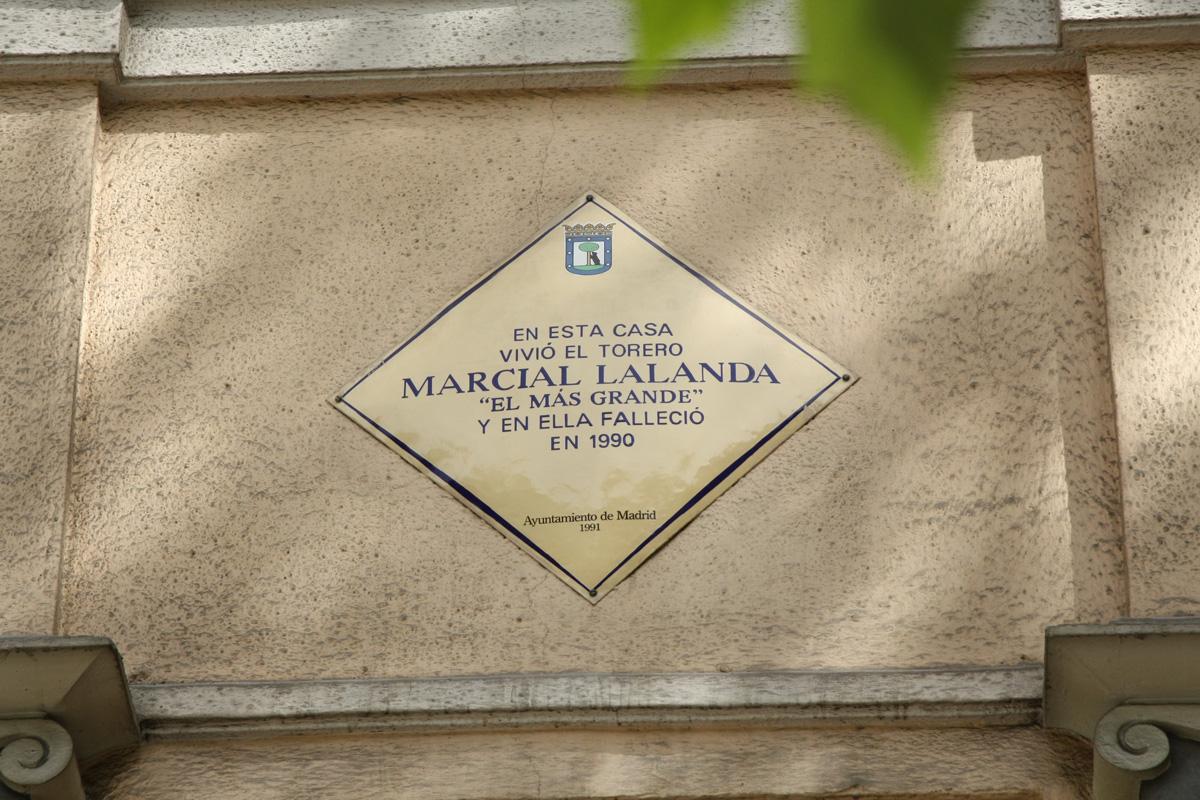 EN ESTA CASA
VIVIÓ EL TORERO
MARCIAL LALANDA
“EL MÁS GRANDE”
Y EN ELLA FALLECIÓ
EN 1990
Ayuntamiento de Madrid
1991